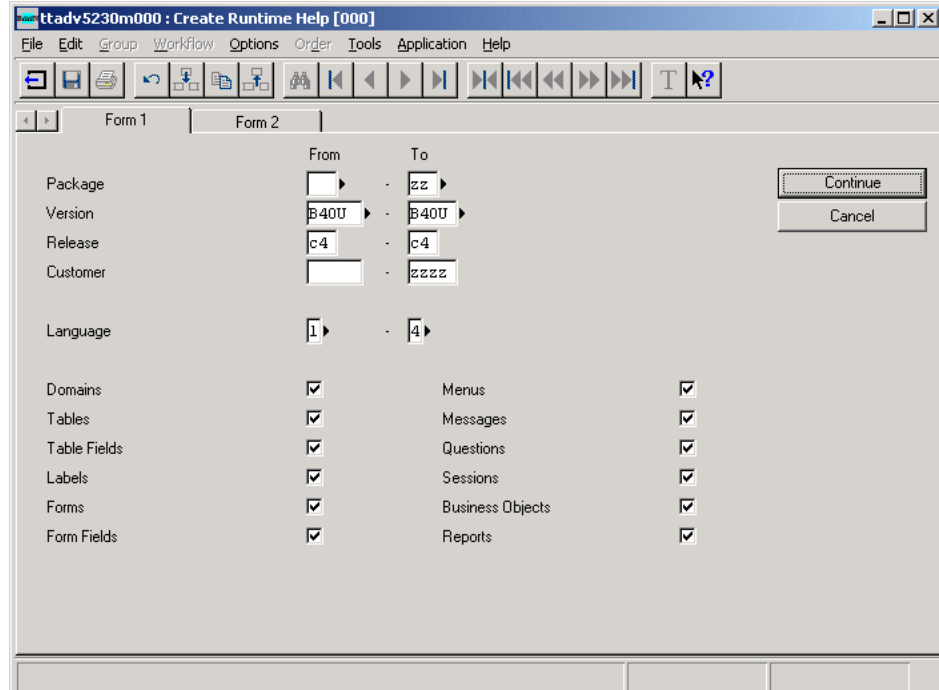 ttadv5230m000 : Create Runtime Help [000]
File Edit Group Workflow Options Order Tools Application Help
T ?
Form 1 Form 2
From To
Package - zz Continue
Version B40U - B40U Cancel
Release c4 - c4
Customer - zzzz
Language 1 - 4
Domains Menus
Tables Messages
Table Fields Questions
Labels Sessions
Forms Business Objects
Form Fields Reports